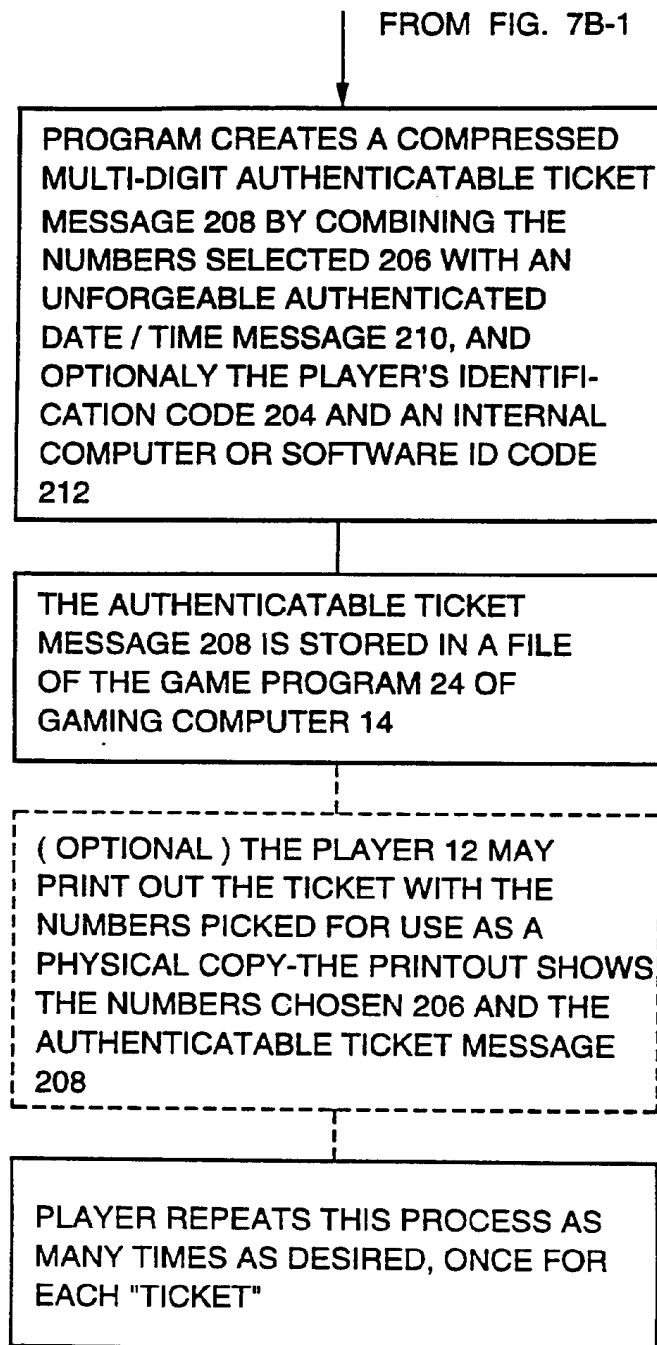 FROM FIG. 7B-1
PROGRAM CREATES A COMPRESSED
MULTI-DIGIT AUTHENTICATABLE TICKET
MESSAGE 208 BY COMBINING THE
NUMBERS SELECTED 206 WITH AN
UNFORGEABLE AUTHENTICATED
DATE / TIME MESSAGE 210, AND
OPTIONALY THE PLAYER'S IDENTIFI-
CATION CODE 204 AND AN INTERNAL
COMPUTER OR SOFTWARE ID CODE
212
THE AUTHENTICATABLE TICKET
MESSAGE 208 IS STORED IN A FILE
OF THE GAME PROGRAM 24 OF
GAMING COMPUTER 14
( OPTIONAL ) THE PLAYER 12 MAY
PRINT OUT THE TICKET WITH THE
NUMBERS PICKED FOR USE AS A
PHYSICAL COPY-THE PRINTOUT SHOWS
THE NUMBERS CHOSEN 206 AND THE
AUTHENTICATABLE TICKET MESSAGE
208
PLAYER REPEATS THIS PROCESS AS
MANY TIMES AS DESIRED, ONCE FOR
EACH "TICKET"